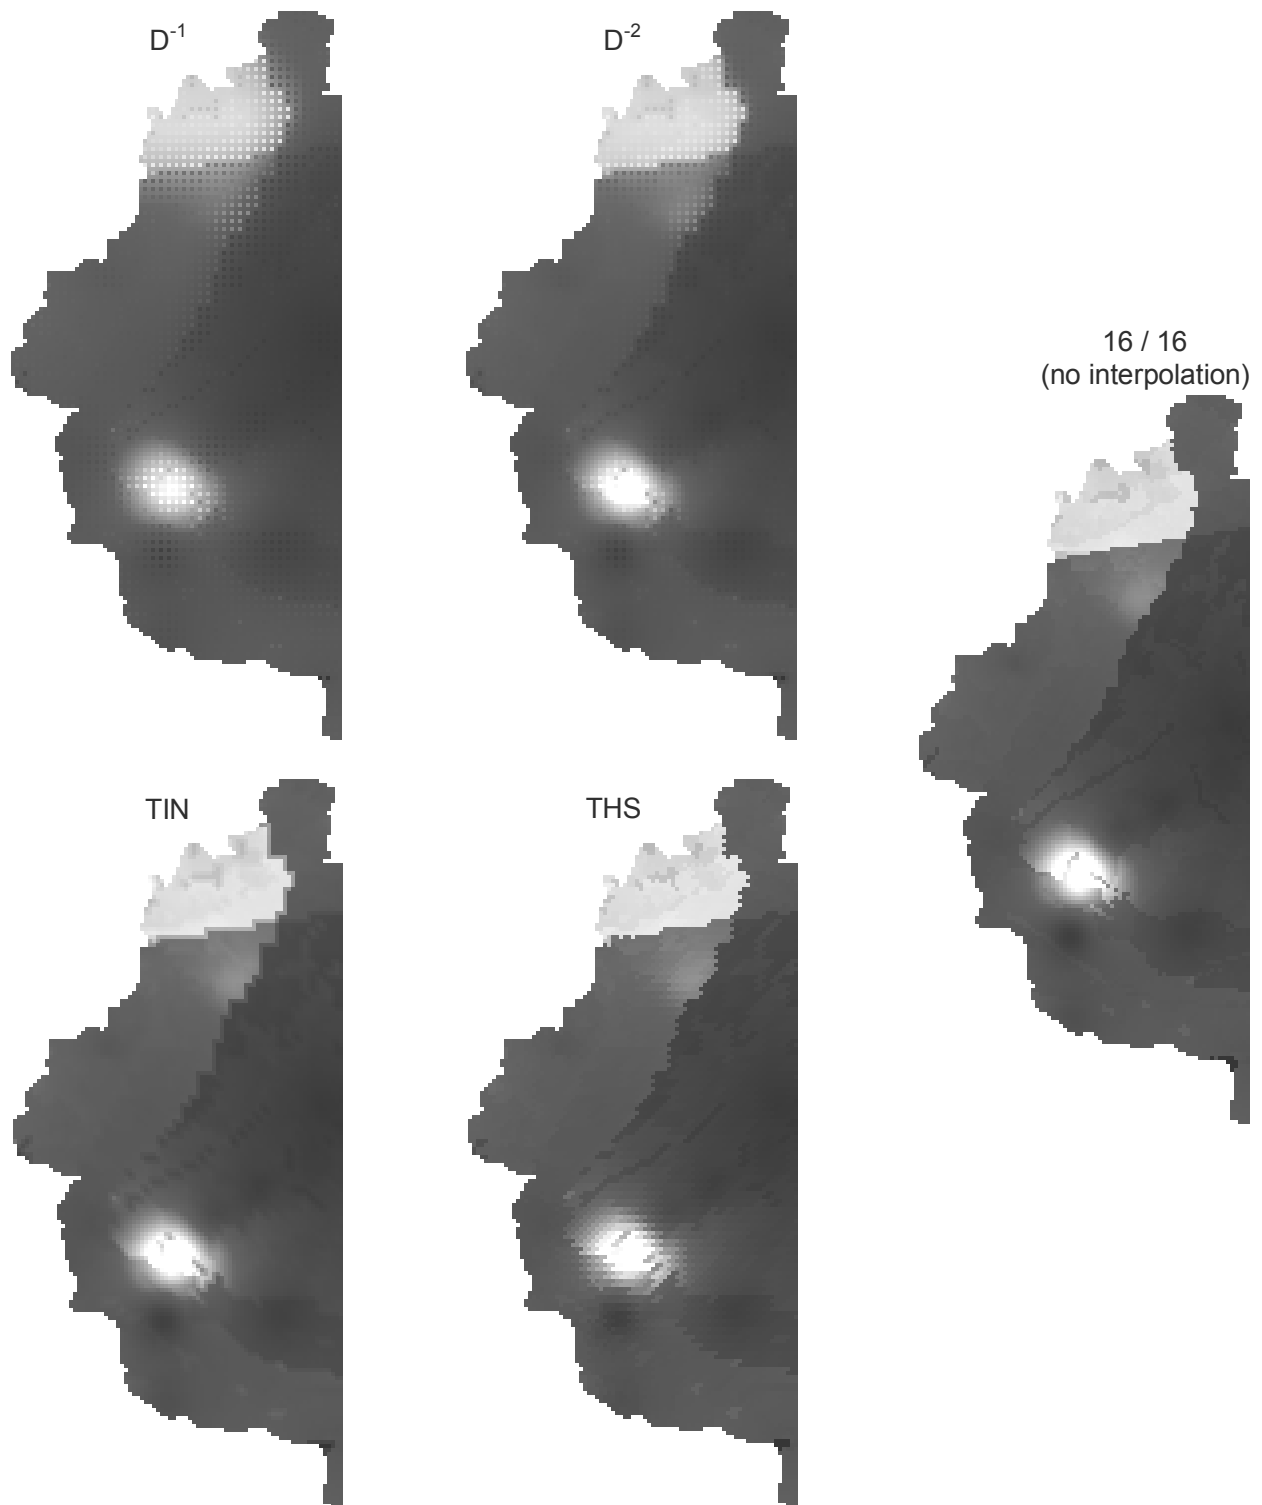 D⁻¹
D⁻²
16 / 16
(no interpolation)
TIN
THS